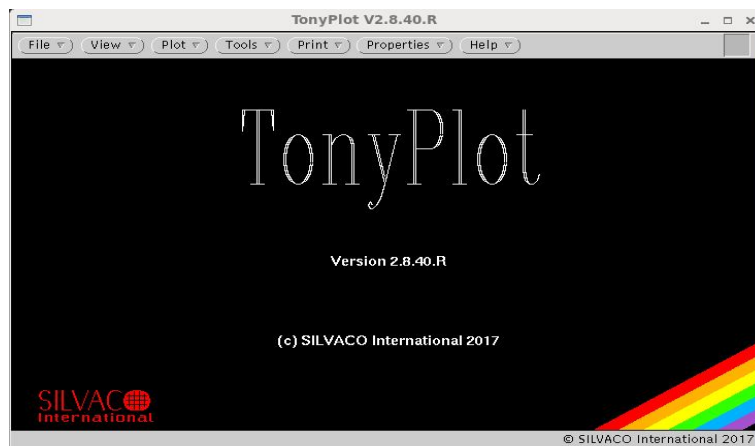 TonyPlot V2.8.40.R
File View Plot Tools Print Properties Help
TonyPlot
Version 2.8.40.R
(c) SILVACO International 2017
SILVACO
International
© SILVACO International 2017